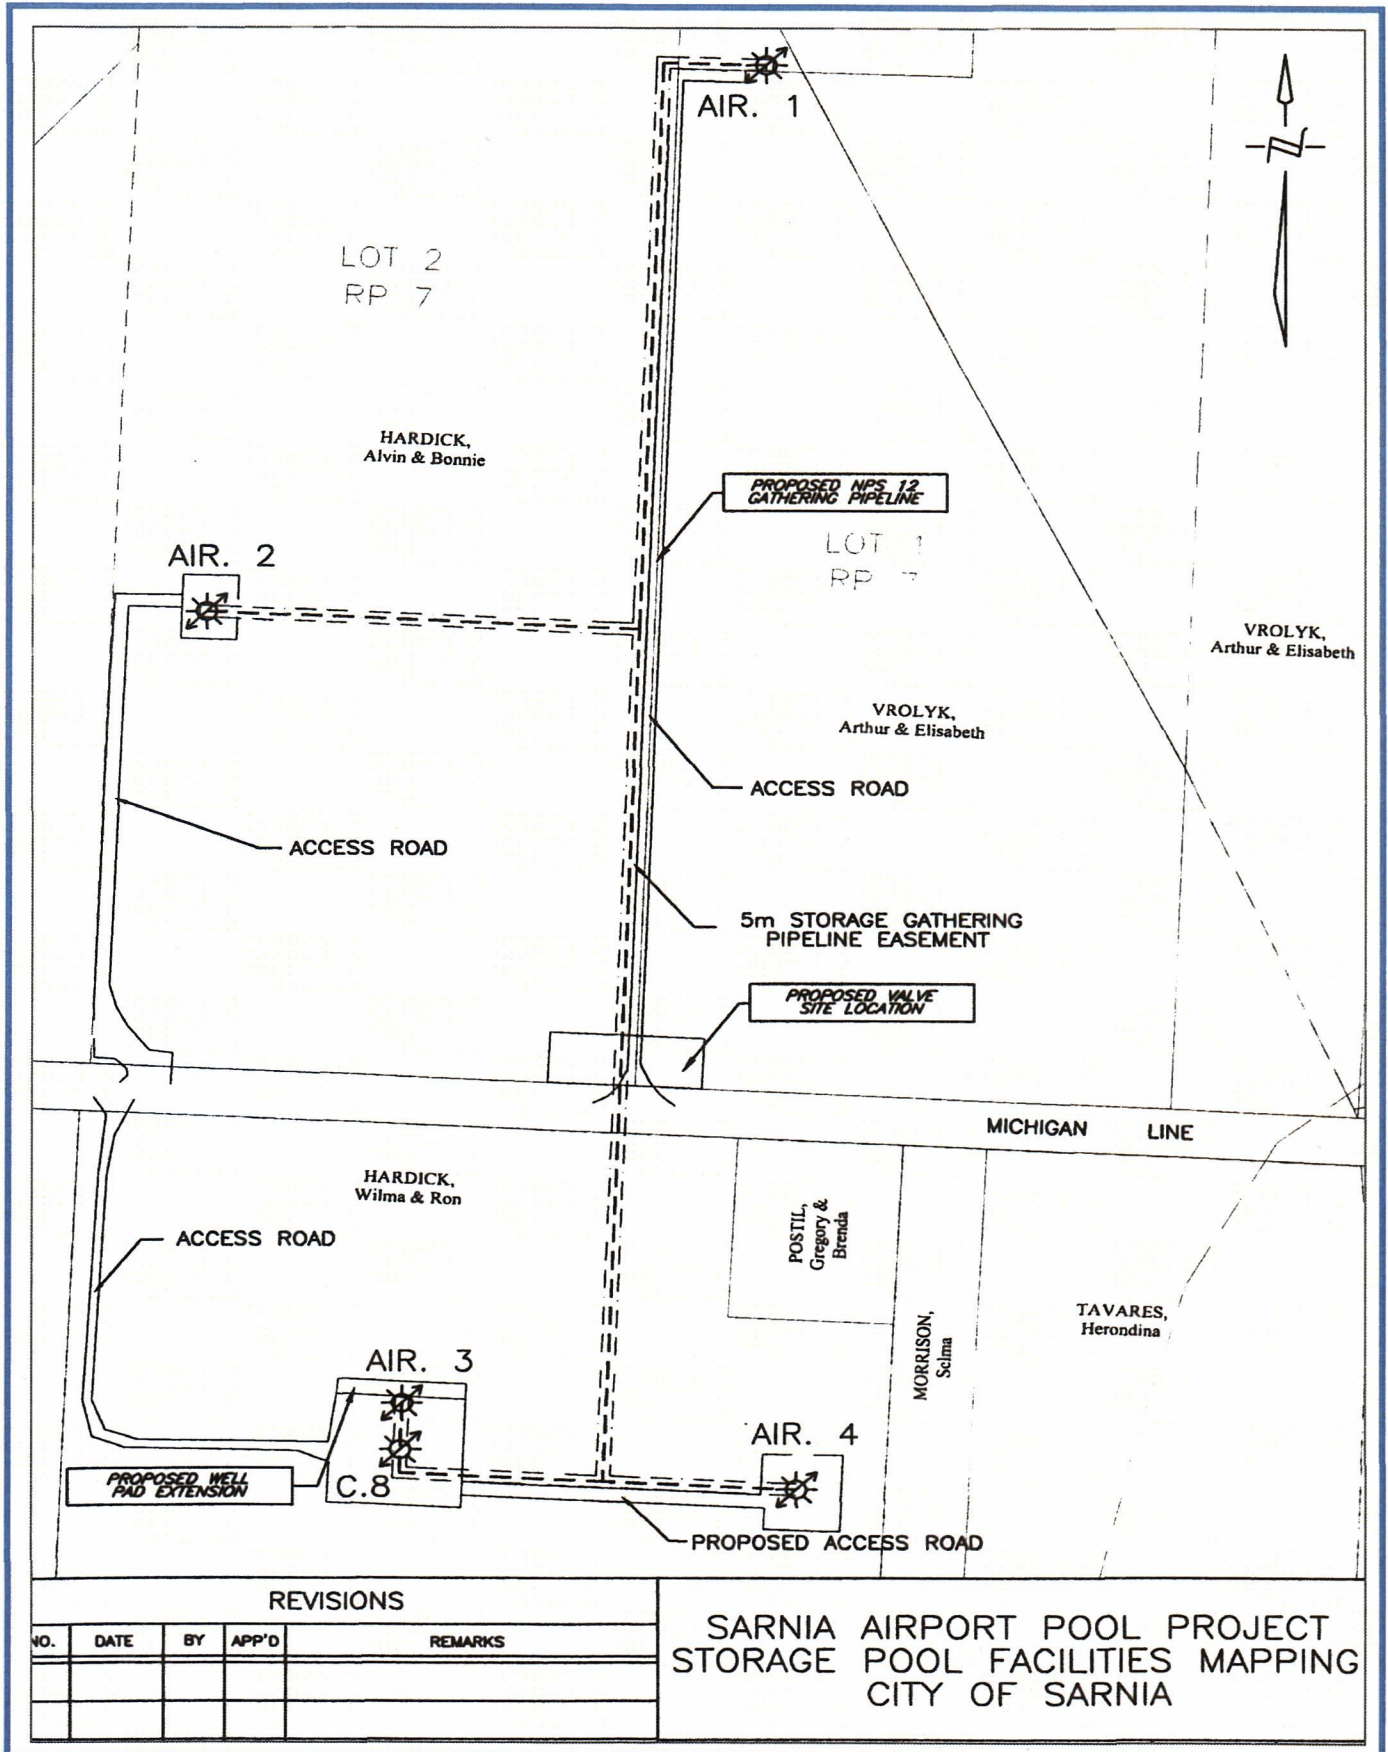 AIR. 1
N
LOT 2
RP 7
HARDICK,
Alvin & Bonnie
PROPOSED NPS 12
GATHERING PIPELINE
LOT 1
RP 7
AIR. 2
VROLYK,
Arthur & Elisabeth
VROLYK,
Arthur & Elisabeth
ACCESS ROAD
ACCESS ROAD
5m STORAGE GATHERING
PIPELINE EASEMENT
PROPOSED VALVE
SITE LOCATION
MICHIGAN LINE
HARDICK,
Wilma & Ron
POSTIL,
Gregory &
Brenda
ACCESS ROAD
MORRISON,
Selma
TAVARES,
Herondina
AIR. 3
AIR. 4
PROPOSED WELL
PAD EXTENSION
C.8
PROPOSED ACCESS ROAD
REVISIONS
NO. DATE BY APP'D REMARKS
SARNIA AIRPORT POOL PROJECT
STORAGE POOL FACILITIES MAPPING
CITY OF SARNIA